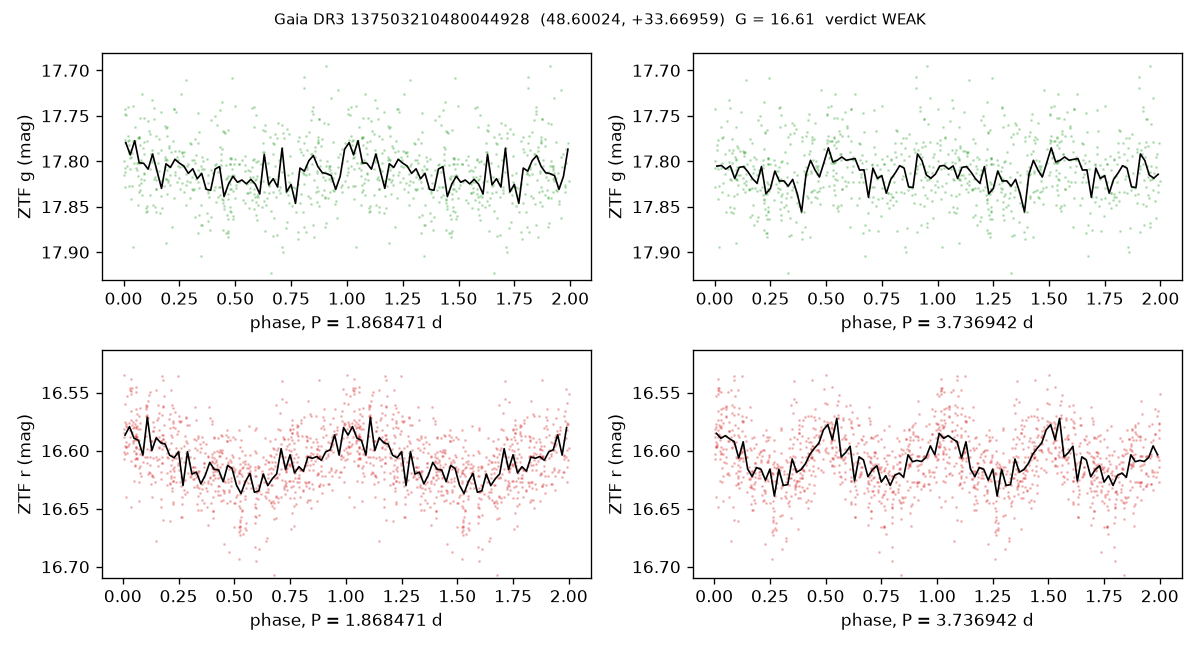 Gaia DR3 137503210480044928 (48.60024, +33.66959) G = 16.61 verdict WEAK
17.70
17.75
17.80
17.85
17.90
ZTF g (mag)
0.00 0.25 0.50 0.75 1.00 1.25 1.50 1.75 2.00
phase, P = 1.868471 d
17.70
17.75
17.80
17.85
17.90
ZTF g (mag)
0.00 0.25 0.50 0.75 1.00 1.25 1.50 1.75 2.00
phase, P = 3.736942 d
16.55
16.60
16.65
16.70
ZTF r (mag)
0.00 0.25 0.50 0.75 1.00 1.25 1.50 1.75 2.00
phase, P = 1.868471 d
16.55
16.60
16.65
16.70
ZTF r (mag)
0.00 0.25 0.50 0.75 1.00 1.25 1.50 1.75 2.00
phase, P = 3.736942 d